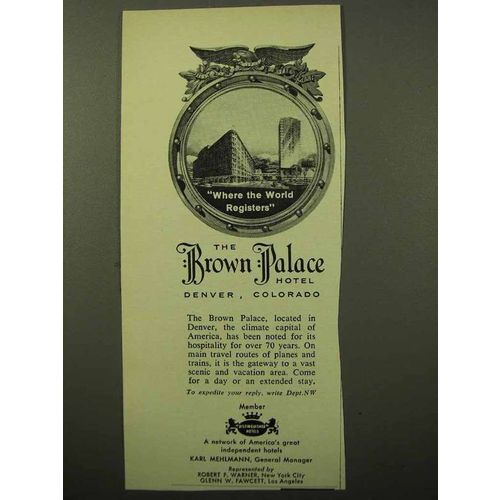 "Where the World
Registers"
THE
Brown Palace
HOTEL
DENVER, COLORADO
The Brown Palace, located in
Denver, the climate capital of
America, has been noted for its
hospitality for over 70 years. On
main travel routes of planes and
trains, it is the gateway to a vast
scenic and vacation area. Come
for a day or an extended stay.
To expedite your reply, write Dept.NW
Member
DISTINGUISHED
HOTELS
A network of America's great
independent hotels
KARL MEHLMANN, General Manager
Represented by
ROBERT F. WARNER, New York City
GLENN W. FAWCETT, Los Angeles